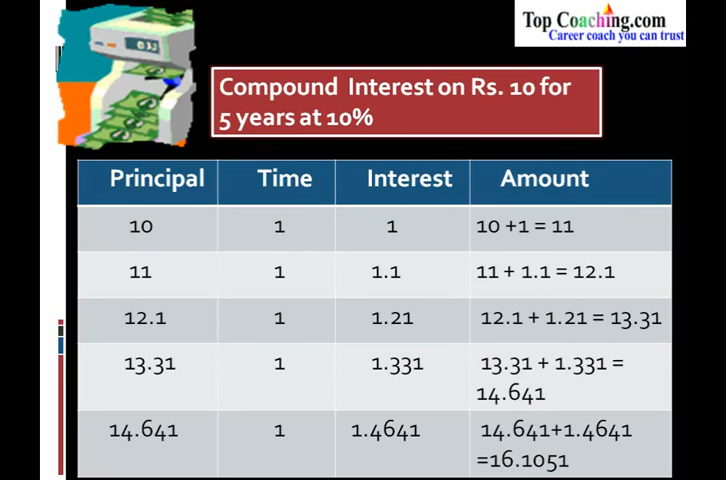 Top Coaching.com
Career coach you can trust
Compound Interest on Rs. 10 for
5 years at 10%
Principal Time Interest Amount
10 1 1 10 +1 = 11
11 1 1.1 11 + 1.1 = 12.1
12.1 1 1.21 12.1 + 1.21 = 13.31
13.31 1 1.331 13.31 + 1.331 =
14.641
14.641 1 1.4641 14.641+1.4641
=16.1051